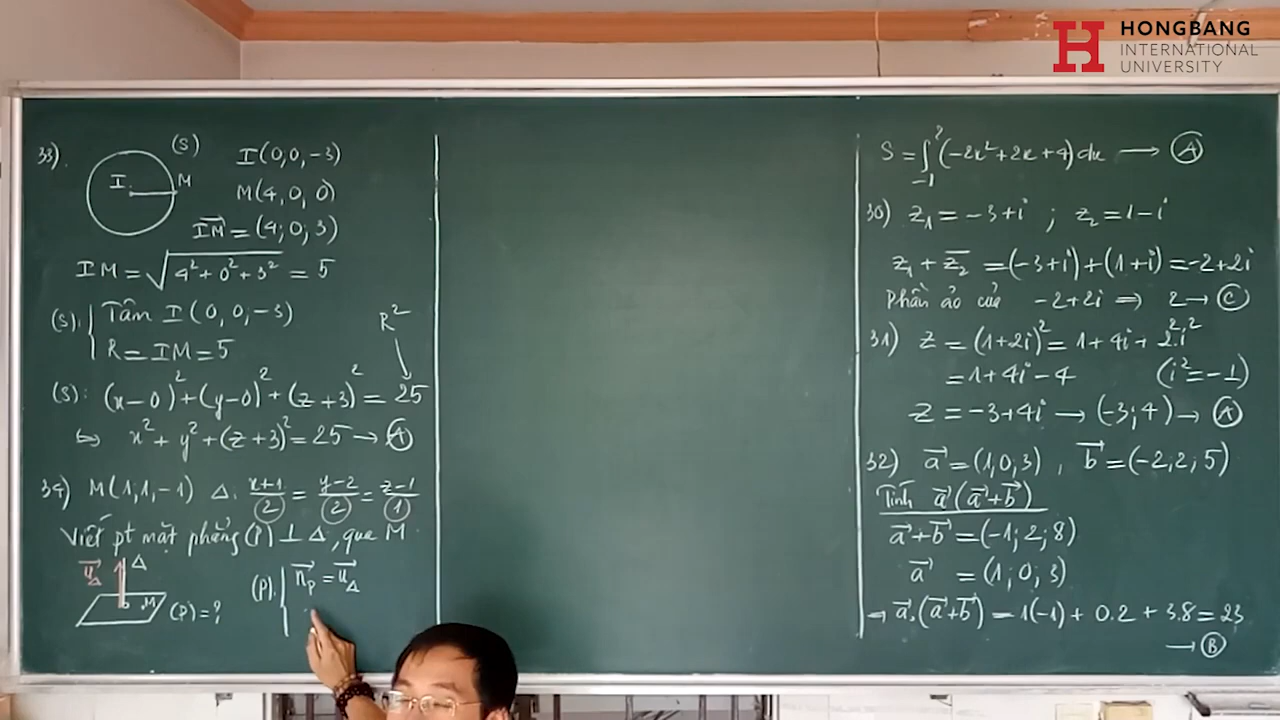 HONGBANG
INTERNATIONAL
UNIVERSITY
33).
(S)
I
M
I(0,0,-3)
M(4,0,0)
IM→ = (4;0;3)
IM = √(4² + 0² + 3²) = 5
(S): { Tâm I(0,0,-3)
R = IM = 5
R²
(S): (x-0)² + (y-0)² + (z+3)² = 25
⇔ x² + y² + (z+3)² = 25 → A
34) M(1;1;-1) Δ: (x+1)/2 = (y-2)/2 = (z-1)/1
Viết pt mặt phẳng (P) ⊥ Δ, qua M
u→Δ
Δ
M
(P) = ?
(P): { n→P = u→Δ
S = ∫₋₁² (-2x² + 2x + 4) dx → A
30) z₁ = -3+i ; z₂ = 1-i
z₁ + z̅₂ = (-3+i) + (1+i) = -2+2i
Phần ảo của -2+2i ⇒ 2 → C
31) z = (1+2i)² = 1+4i+2².i²
= 1+4i-4 (i² = -1)
z = -3+4i → (-3;4) → A
32) a→ = (1,0,3), b→ = (-2;2;5)
Tính a→(a→+b→)
a→+b→ = (-1;2;8)
a→ = (1;0;3)
⇒ a→.(a→+b→) = 1(-1) + 0.2 + 3.8 = 23
→ B